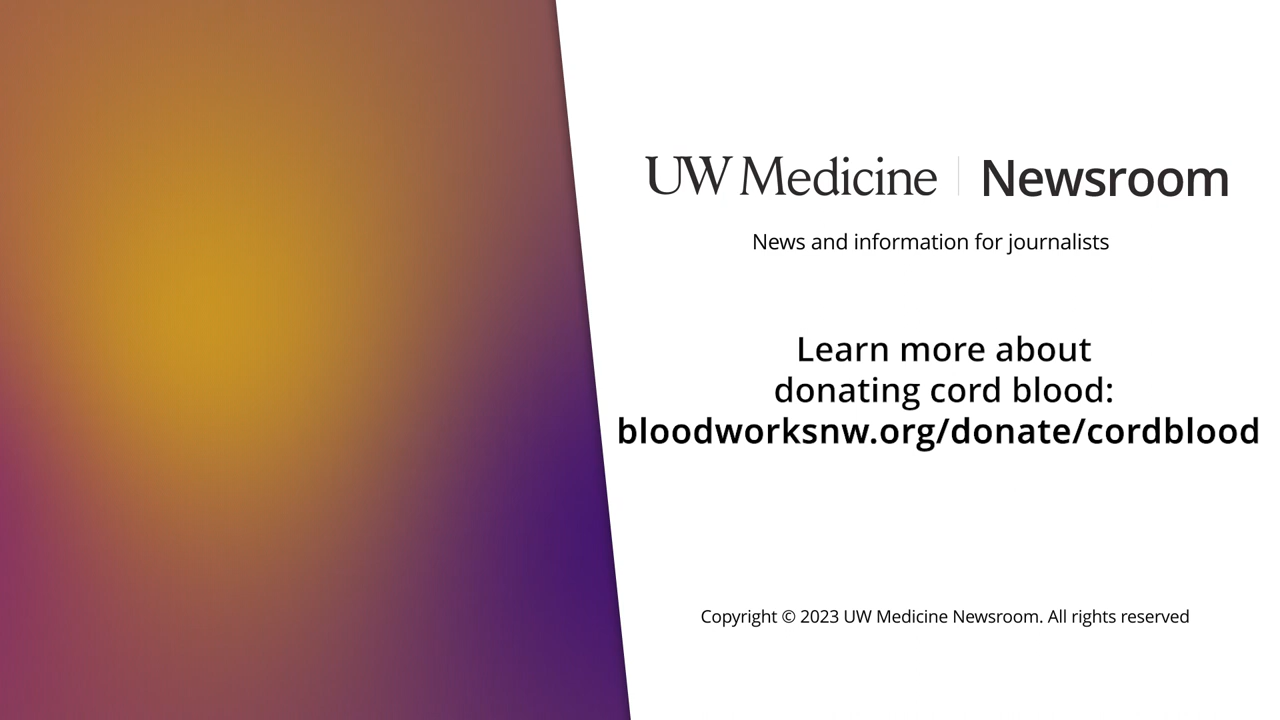 UW Medicine | Newsroom
News and information for journalists
Learn more about
donating cord blood:
bloodworksnw.org/donate/cordblood
Copyright © 2023 UW Medicine Newsroom. All rights reserved